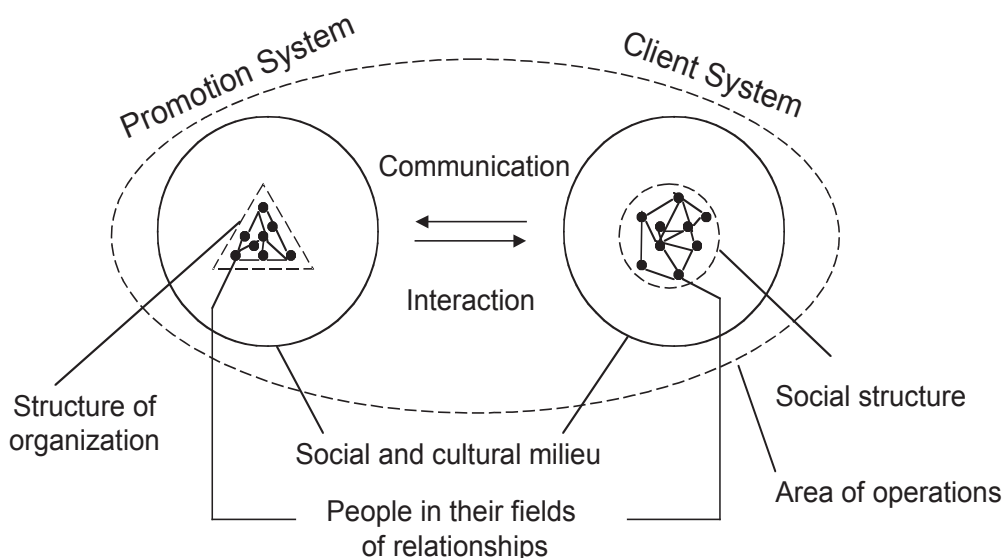 Promotion System
Client System
Communication
Interaction
Structure of
organization
Social structure
Social and cultural milieu
Area of operations
People in their fields
of relationships